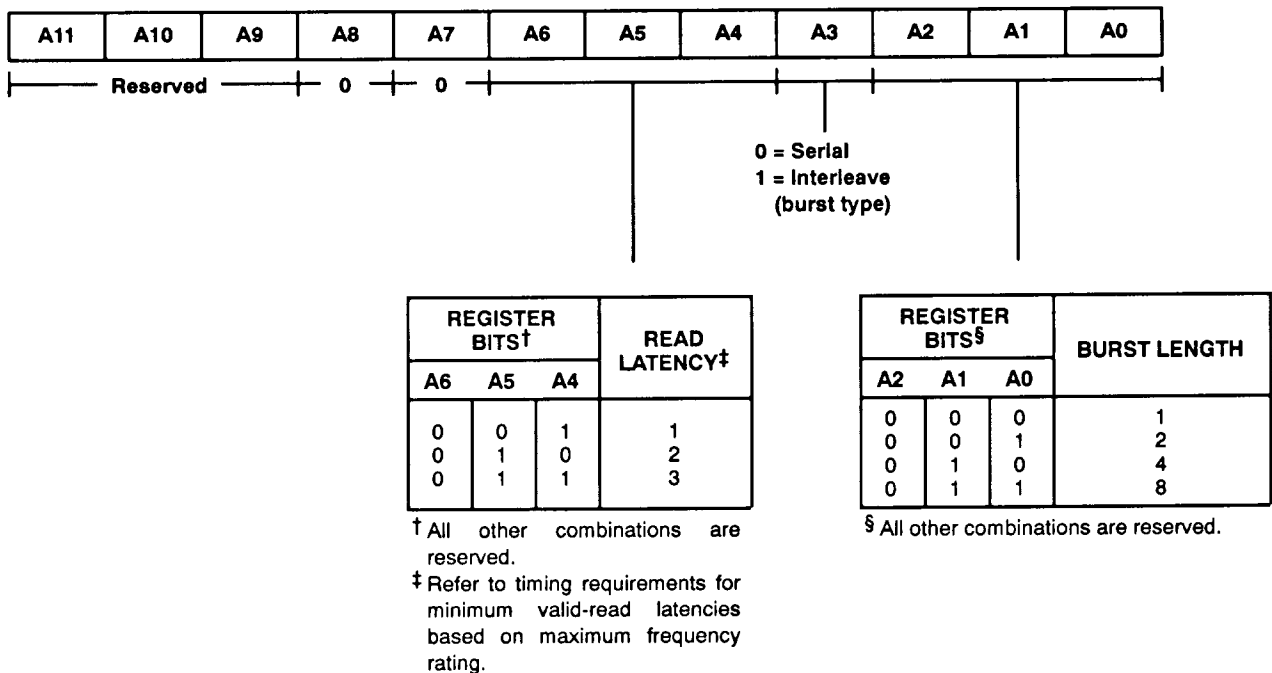 A11 A10 A9 A8 A7 A6 A5 A4 A3 A2 A1 A0
Reserved 0 0
0 = Serial
1 = Interleave
(burst type)
REGISTER
BITS†
READ
LATENCY‡
A6 A5 A4
0 0 1 1
0 1 0 2
0 1 1 3
† All other combinations are
reserved.
‡ Refer to timing requirements for
minimum valid-read latencies
based on maximum frequency
rating.
REGISTER
BITS§
BURST LENGTH
A2 A1 A0
0 0 0 1
0 0 1 2
0 1 0 4
0 1 1 8
§ All other combinations are reserved.